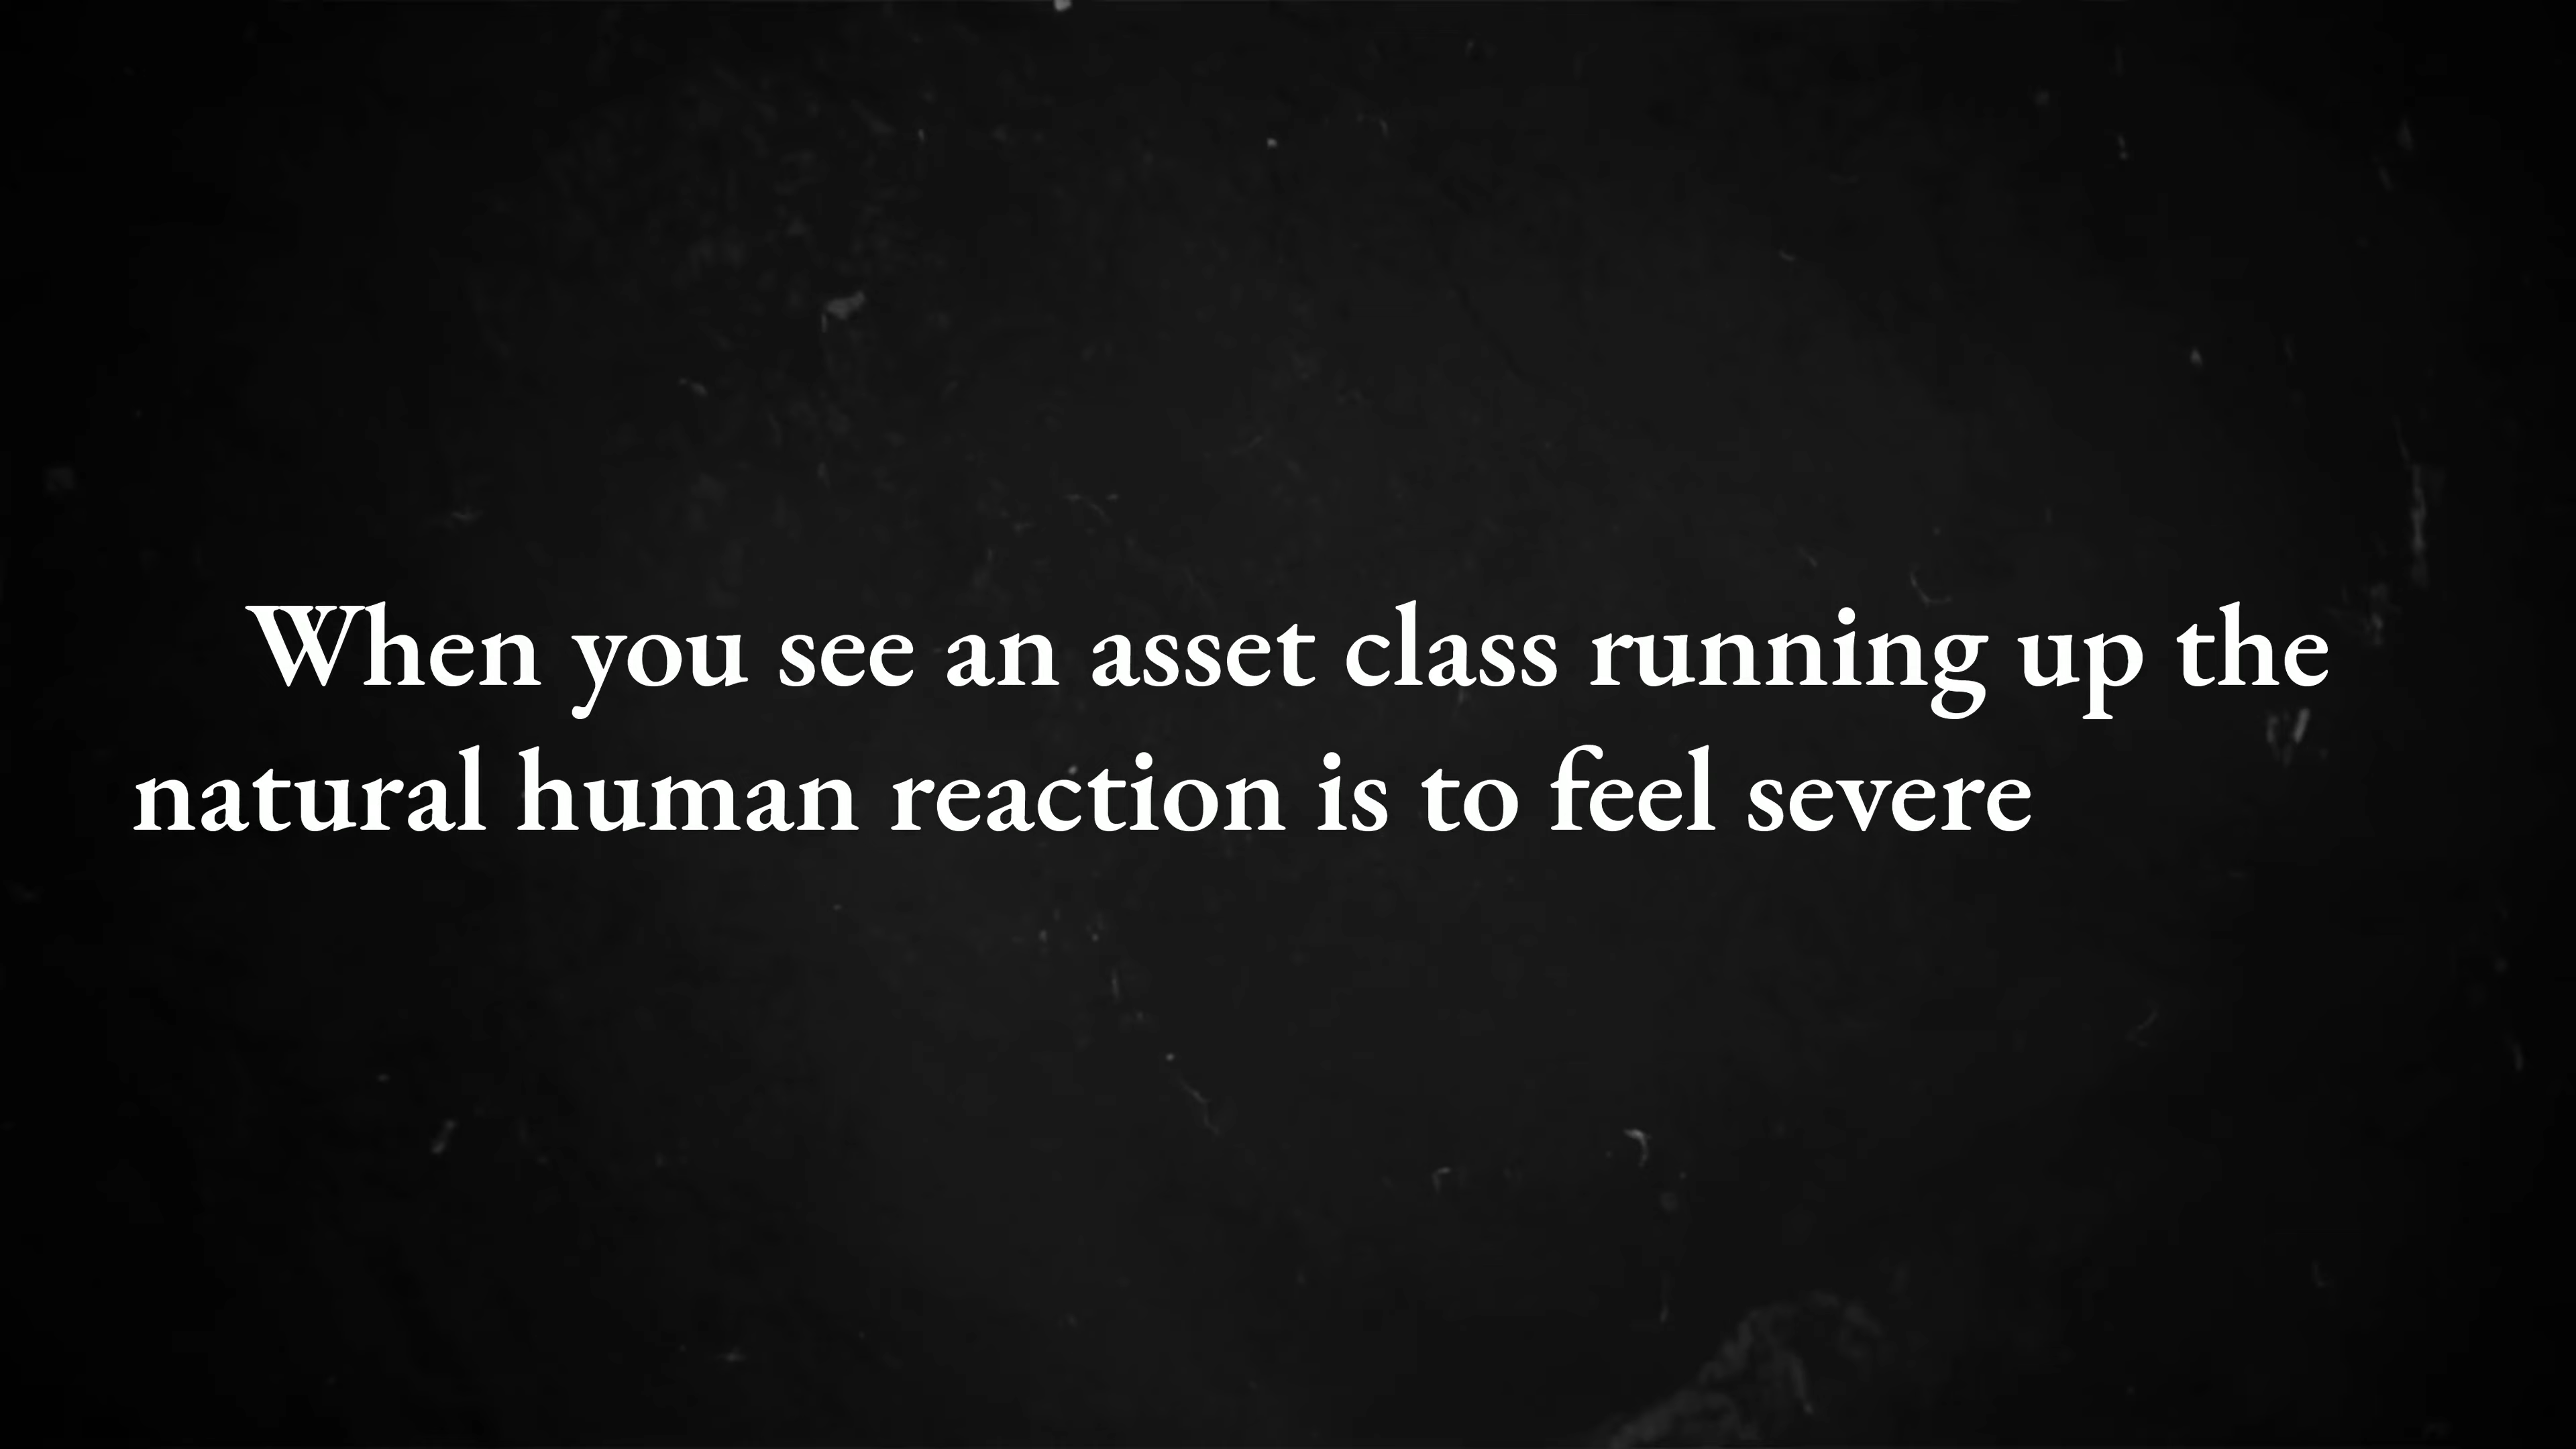 When you see an asset class running up the
natural human reaction is to feel severe